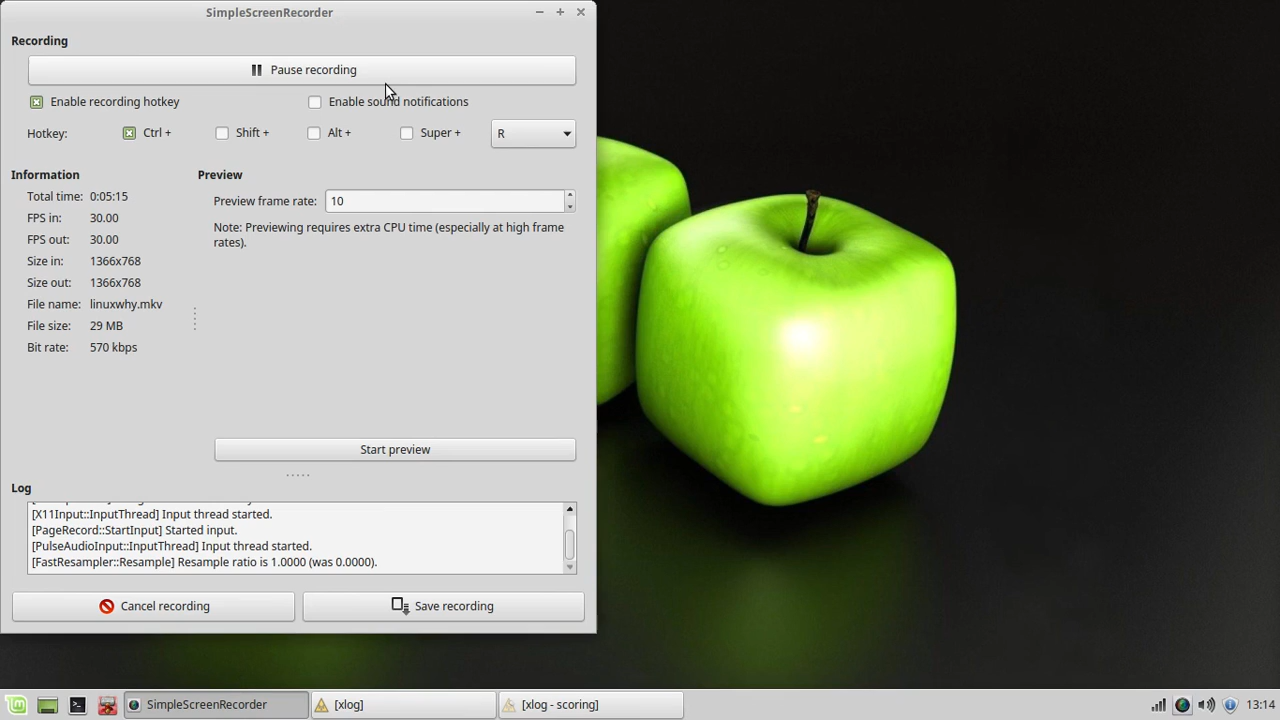 SimpleScreenRecorder
Recording
Pause recording
Enable recording hotkey
Enable sound notifications
Hotkey:
Ctrl +
Shift +
Alt +
Super +
R
Information
Total time: 0:05:15
FPS in: 30.00
FPS out: 30.00
Size in: 1366x768
Size out: 1366x768
File name: linuxwhy.mkv
File size: 29 MB
Bit rate: 570 kbps
Preview
Preview frame rate: 10
Note: Previewing requires extra CPU time (especially at high frame
rates).
Start preview
Log
[X11Input::InputThread] Input thread started.
[PageRecord::StartInput] Started input.
[PulseAudioInput::InputThread] Input thread started.
[FastResampler::Resample] Resample ratio is 1.0000 (was 0.0000).
Cancel recording
Save recording
SimpleScreenRecorder
[xlog]
[xlog - scoring]
13:14